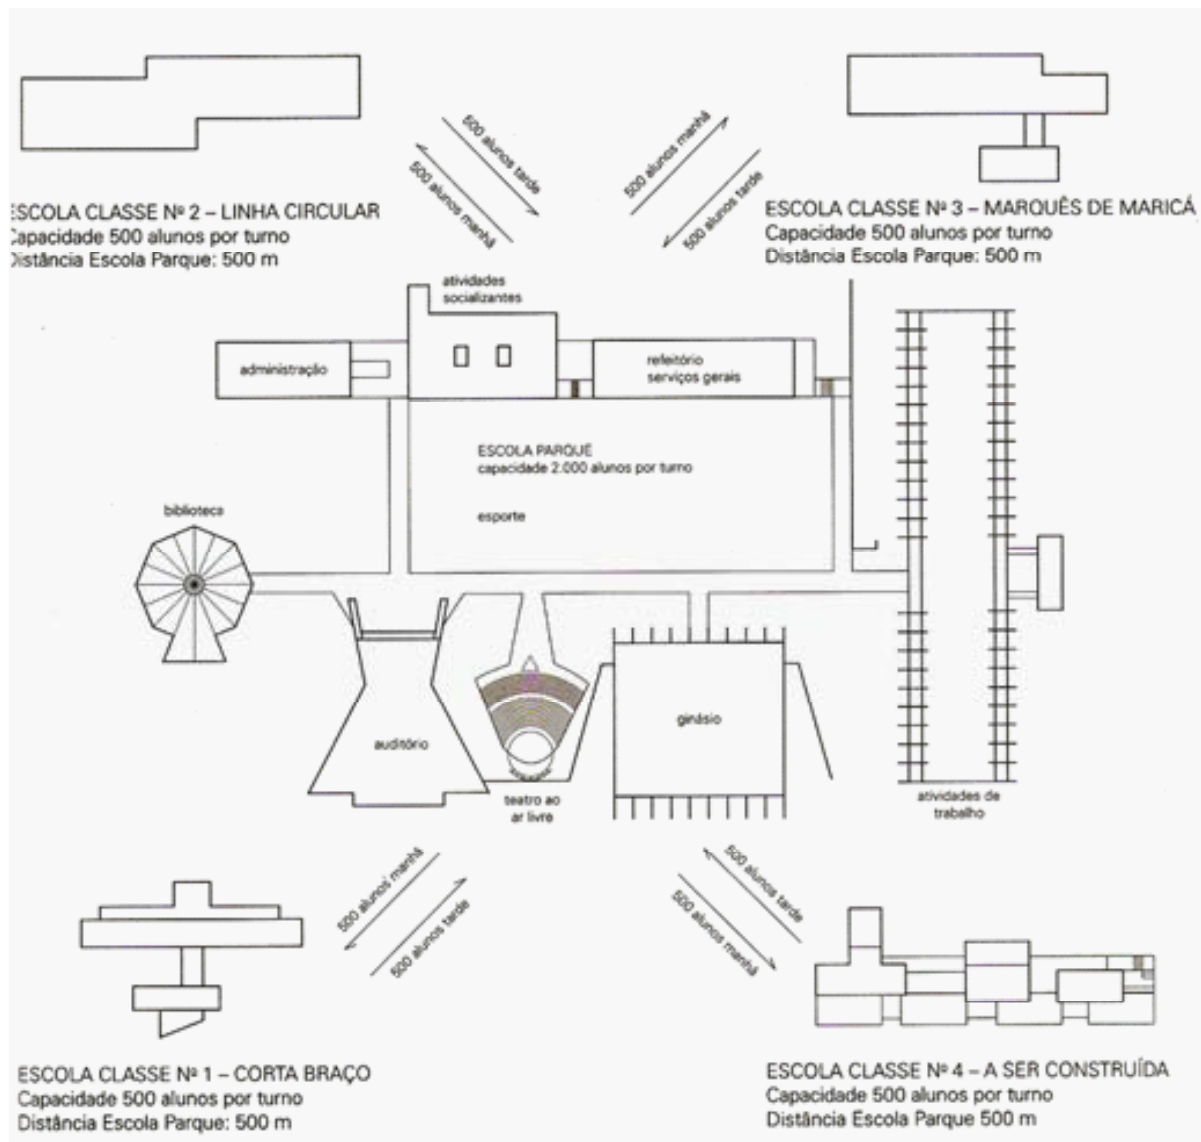 500 alunos tarde
500 alunos manhã
500 alunos manhã
500 alunos tarde
ESCOLA CLASSE Nº 2 – LINHA CIRCULAR
Capacidade 500 alunos por turno
Distância Escola Parque: 500 m
ESCOLA CLASSE Nº 3 – MARQUÊS DE MARICÁ
Capacidade 500 alunos por turno
Distância Escola Parque: 500 m
atividades
socializantes
administração
refeitório
serviços gerais
ESCOLA PARQUE
capacidade 2.000 alunos por turno
esporte
biblioteca
auditório
teatro ao
ar livre
ginásio
atividades de
trabalho
500 alunos manhã
500 alunos tarde
500 alunos tarde
500 alunos manhã
ESCOLA CLASSE Nº 1 – CORTA BRAÇO
Capacidade 500 alunos por turno
Distância Escola Parque: 500 m
ESCOLA CLASSE Nº 4 – A SER CONSTRUÍDA
Capacidade 500 alunos por turno
Distância Escola Parque 500 m